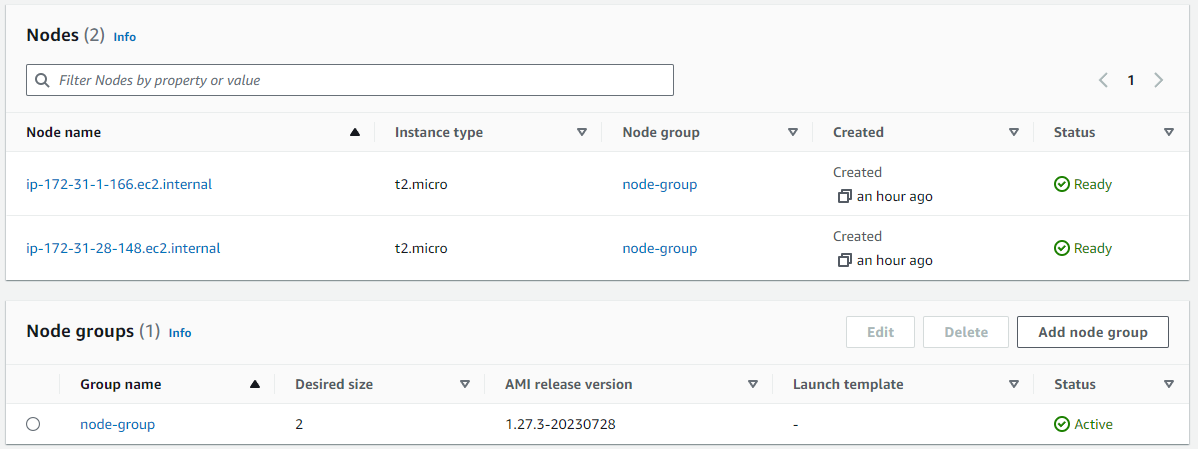 Nodes (2) Info
Filter Nodes by property or value
1
Node name Instance type Node group Created Status
Created
ip-172-31-1-166.ec2.internal t2.micro node-group an hour ago Ready
Created
ip-172-31-28-148.ec2.internal t2.micro node-group an hour ago Ready
Node groups (1) Info
Edit Delete Add node group
Group name Desired size AMI release version Launch template Status
node-group 2 1.27.3-20230728 - Active